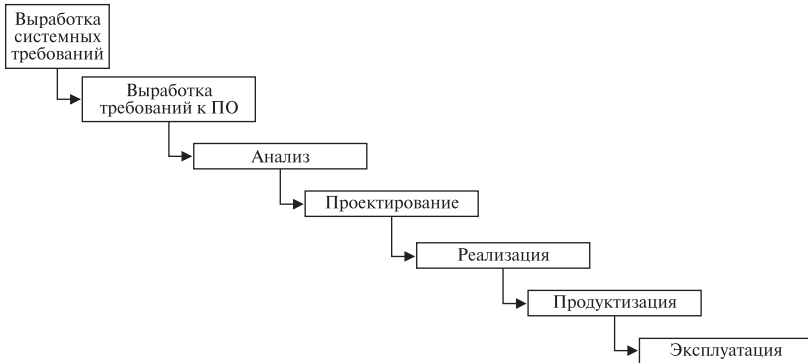 Выработка
системных
требований
Выработка
требований к ПО
Анализ
Проектирование
Реализация
Продуктизация
Эксплуатация